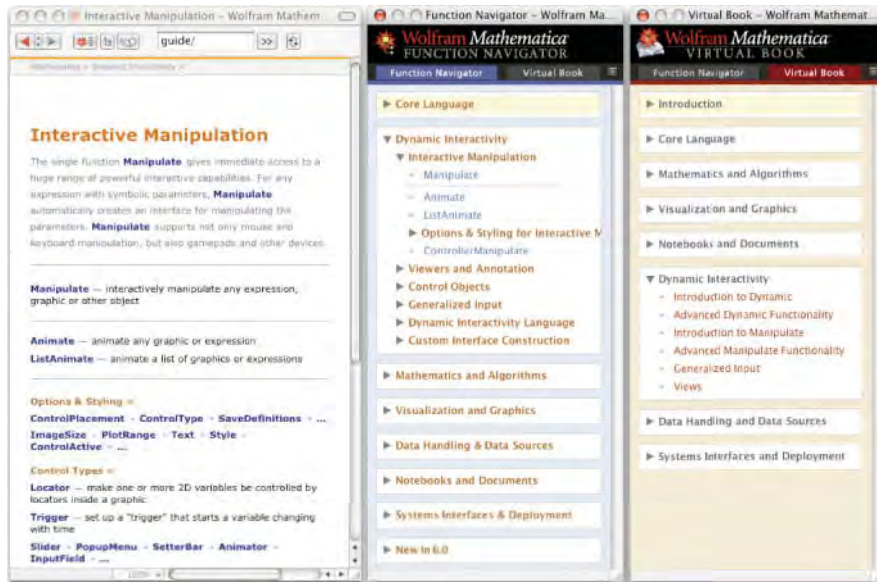 Interactive Manipulation – Wolfram Mathem
guide/
>>
Mathematica > Dynamic Interactivity >
Interactive Manipulation
The single function Manipulate gives immediate access to a
huge range of powerful interactive capabilities. For any
expression with symbolic parameters, Manipulate
automatically creates an interface for manipulating the
parameters. Manipulate supports not only mouse and
keyboard manipulation, but also gamepads and other devices.
Manipulate — interactively manipulate any expression,
graphic or other object
Animate — animate any graphic or expression
ListAnimate — animate a list of graphics or expressions
Options & Styling »
ControlPlacement · ControlType · SaveDefinitions · ...
ImageSize · PlotRange · Text · Style ·
ControlActive · ...
Control Types »
Locator — make one or more 2D variables be controlled by
locators inside a graphic
Trigger — set up a "trigger" that starts a variable changing
with time
Slider · PopupMenu · SetterBar · Animator ·
InputField · ...
100%
Function Navigator – Wolfram Ma...
Wolfram Mathematica
FUNCTION NAVIGATOR
Function Navigator Virtual Book
Core Language
Dynamic Interactivity
Interactive Manipulation
Manipulate
Animate
ListAnimate
Options & Styling for Interactive M
ControllerManipulate
Viewers and Annotation
Control Objects
Generalized Input
Dynamic Interactivity Language
Custom Interface Construction
Mathematics and Algorithms
Visualization and Graphics
Data Handling & Data Sources
Notebooks and Documents
Systems Interfaces & Deployment
New in 6.0
Virtual Book – Wolfram Mathemat...
Wolfram Mathematica
VIRTUAL BOOK
Function Navigator Virtual Book
Introduction
Core Language
Mathematics and Algorithms
Visualization and Graphics
Notebooks and Documents
Dynamic Interactivity
Introduction to Dynamic
Advanced Dynamic Functionality
Introduction to Manipulate
Advanced Manipulate Functionality
Generalized Input
Views
Data Handling and Data Sources
Systems Interfaces and Deployment